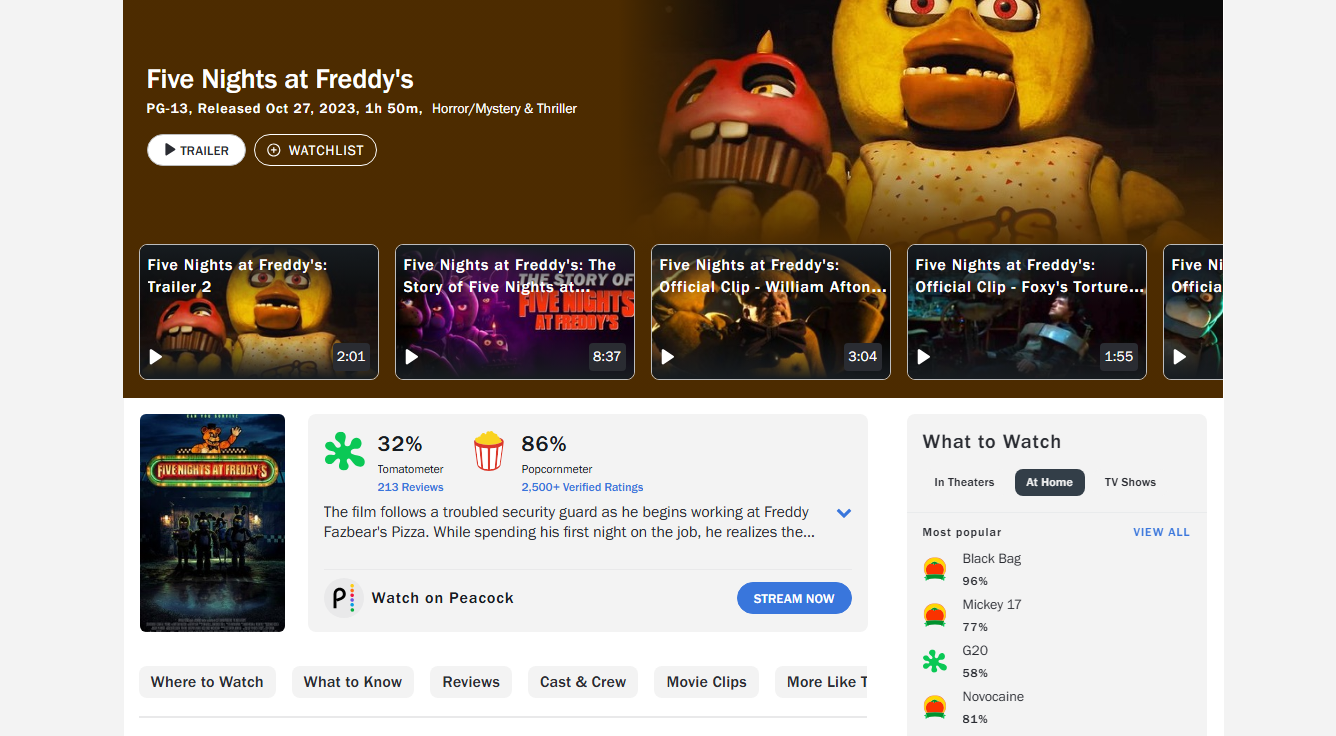 Five Nights at Freddy's
PG-13, Released Oct 27, 2023, 1h 50m, Horror/Mystery & Thriller
TRAILER
WATCHLIST
Five Nights at Freddy's:
Trailer 2
2:01
Five Nights at Freddy's: The
Story of Five Nights at...
THE STORY OF
FIVE NIGHTS
AT FREDDY'S
8:37
Five Nights at Freddy's:
Official Clip - William Afton...
3:04
Five Nights at Freddy's:
Official Clip - Foxy's Torture...
1:55
Five Ni
Officia
FIVE NIGHTS AT FREDDY'S
32%
Tomatometer
213 Reviews
86%
Popcornmeter
2,500+ Verified Ratings
The film follows a troubled security guard as he begins working at Freddy
Fazbear's Pizza. While spending his first night on the job, he realizes the...
Watch on Peacock
STREAM NOW
Where to Watch
What to Know
Reviews
Cast & Crew
Movie Clips
More Like T
What to Watch
In Theaters
At Home
TV Shows
Most popular
VIEW ALL
Black Bag
96%
Mickey 17
77%
G20
58%
Novocaine
81%